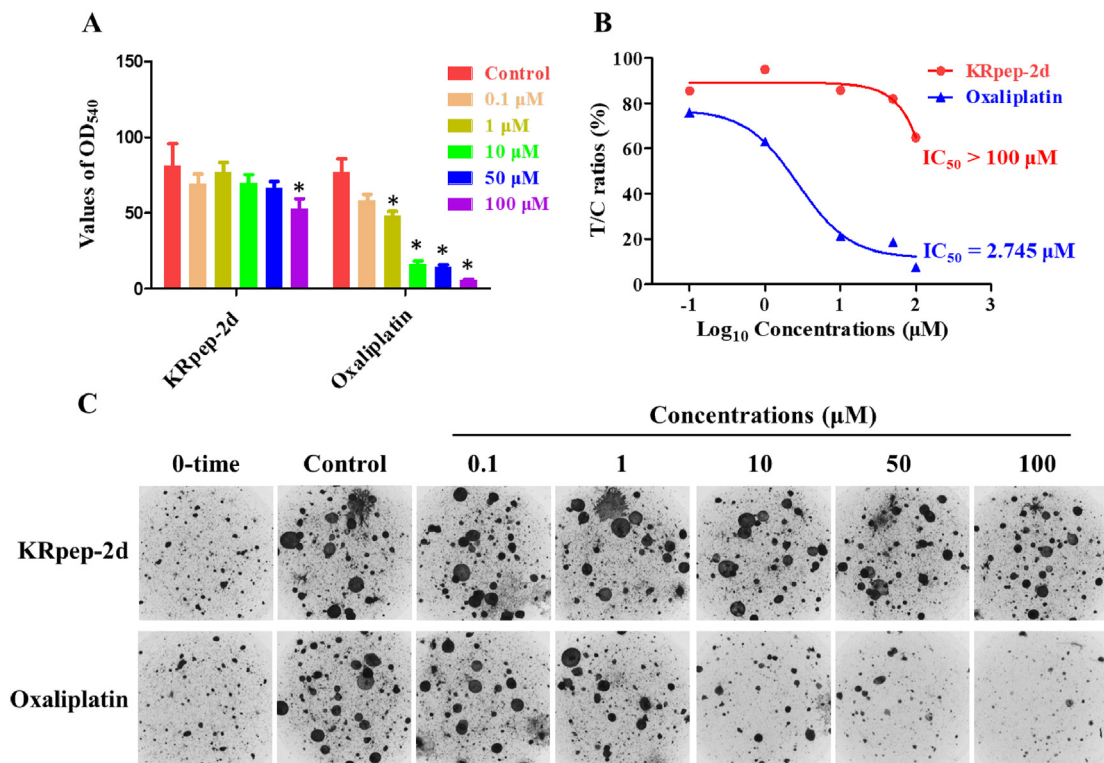 A
150
100
50
0
Values of OD540
Control
0.1 μM
1 μM
10 μM
50 μM
100 μM
*
*
*
*
*
KRpep-2d
Oxaliplatin
B
100
80
60
40
20
0
T/C ratios (%)
KRpep-2d
Oxaliplatin
IC50 > 100 μM
IC50 = 2.745 μM
-1 0 1 2 3
Log10 Concentrations (μM)
C
Concentrations (μM)
0-time Control 0.1 1 10 50 100
KRpep-2d
Oxaliplatin